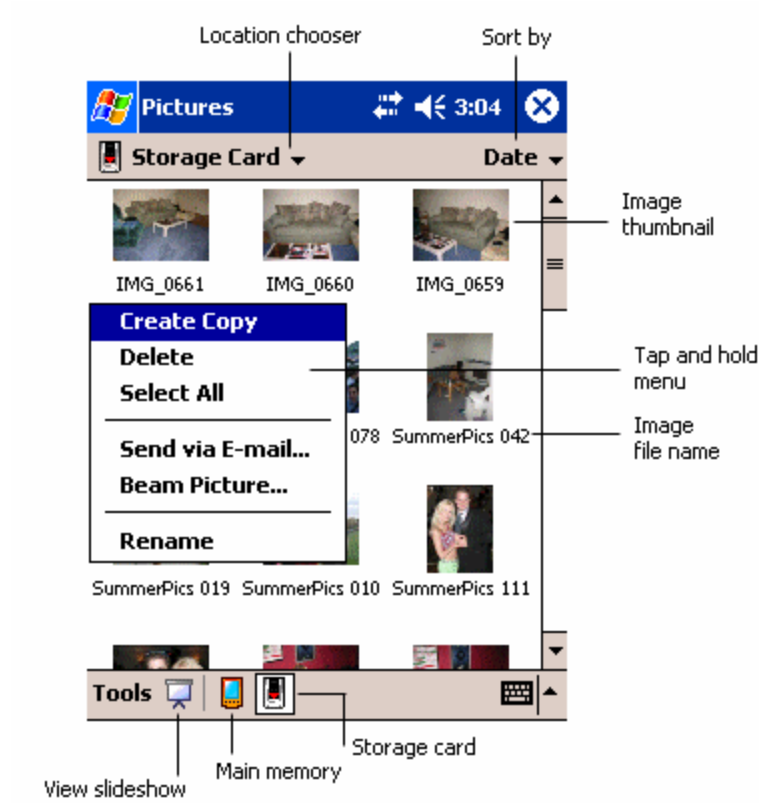 Location chooser
Sort by
Pictures
3:04
Storage Card
Date
Image
thumbnail
IMG_0661
IMG_0660
IMG_0659
Create Copy
Delete
Select All
Tap and hold
menu
078
SummerPics 042
Image
file name
Send via E-mail...
Beam Picture...
Rename
SummerPics 019
SummerPics 010
SummerPics 111
Tools
Storage card
Main memory
View slideshow